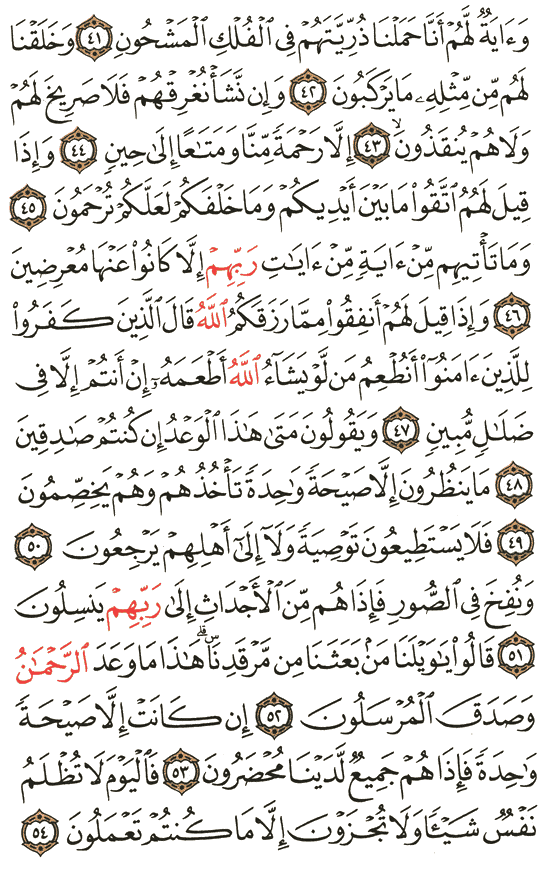 وَءَايَةٌ لَّهُمْ أَنَّا حَمَلْنَا ذُرِّيَّتَهُمْ فِي ٱلْفُلْكِ ٱلْمَشْحُونِ ٤١ وَخَلَقْنَا
لَهُم مِّن مِّثْلِهِۦ مَا يَرْكَبُونَ ٤٢ وَإِن نَّشَأْ نُغْرِقْهُمْ فَلَا صَرِيخَ لَهُمْ
وَلَا هُمْ يُنقَذُونَ ٤٣ إِلَّا رَحْمَةً مِّنَّا وَمَتَٰعًا إِلَىٰ حِينٍ ٤٤ وَإِذَا
قِيلَ لَهُمُ ٱتَّقُوا۟ مَا بَيْنَ أَيْدِيكُمْ وَمَا خَلْفَكُمْ لَعَلَّكُمْ تُرْحَمُونَ ٤٥
وَمَا تَأْتِيهِم مِّنْ ءَايَةٍ مِّنْ ءَايَٰتِ رَبِّهِمْ إِلَّا كَانُوا۟ عَنْهَا مُعْرِضِينَ
٤٦ وَإِذَا قِيلَ لَهُمْ أَنفِقُوا۟ مِمَّا رَزَقَكُمُ ٱللَّهُ قَالَ ٱلَّذِينَ كَفَرُوا۟
لِلَّذِينَ ءَامَنُوٓا۟ أَنُطْعِمُ مَن لَّوْ يَشَآءُ ٱللَّهُ أَطْعَمَهُۥٓ إِنْ أَنتُمْ إِلَّا فِي
ضَلَٰلٍ مُّبِينٍ ٤٧ وَيَقُولُونَ مَتَىٰ هَٰذَا ٱلْوَعْدُ إِن كُنتُمْ صَٰدِقِينَ
٤٨ مَا يَنظُرُونَ إِلَّا صَيْحَةً وَٰحِدَةً تَأْخُذُهُمْ وَهُمْ يَخِصِّمُونَ
٤٩ فَلَا يَسْتَطِيعُونَ تَوْصِيَةً وَلَآ إِلَىٰٓ أَهْلِهِمْ يَرْجِعُونَ ٥٠
وَنُفِخَ فِي ٱلصُّورِ فَإِذَا هُم مِّنَ ٱلْأَجْدَاثِ إِلَىٰ رَبِّهِمْ يَنسِلُونَ
٥١ قَالُوا۟ يَٰوَيْلَنَا مَنۢ بَعَثَنَا مِن مَّرْقَدِنَا ۜ ۗ هَٰذَا مَا وَعَدَ ٱلرَّحْمَٰنُ
وَصَدَقَ ٱلْمُرْسَلُونَ ٥٢ إِن كَانَتْ إِلَّا صَيْحَةً
وَٰحِدَةً فَإِذَا هُمْ جَمِيعٌ لَّدَيْنَا مُحْضَرُونَ ٥٣ فَٱلْيَوْمَ لَا تُظْلَمُ
نَفْسٌ شَيْـًٔا وَلَا تُجْزَوْنَ إِلَّا مَا كُنتُمْ تَعْمَلُونَ ٥٤